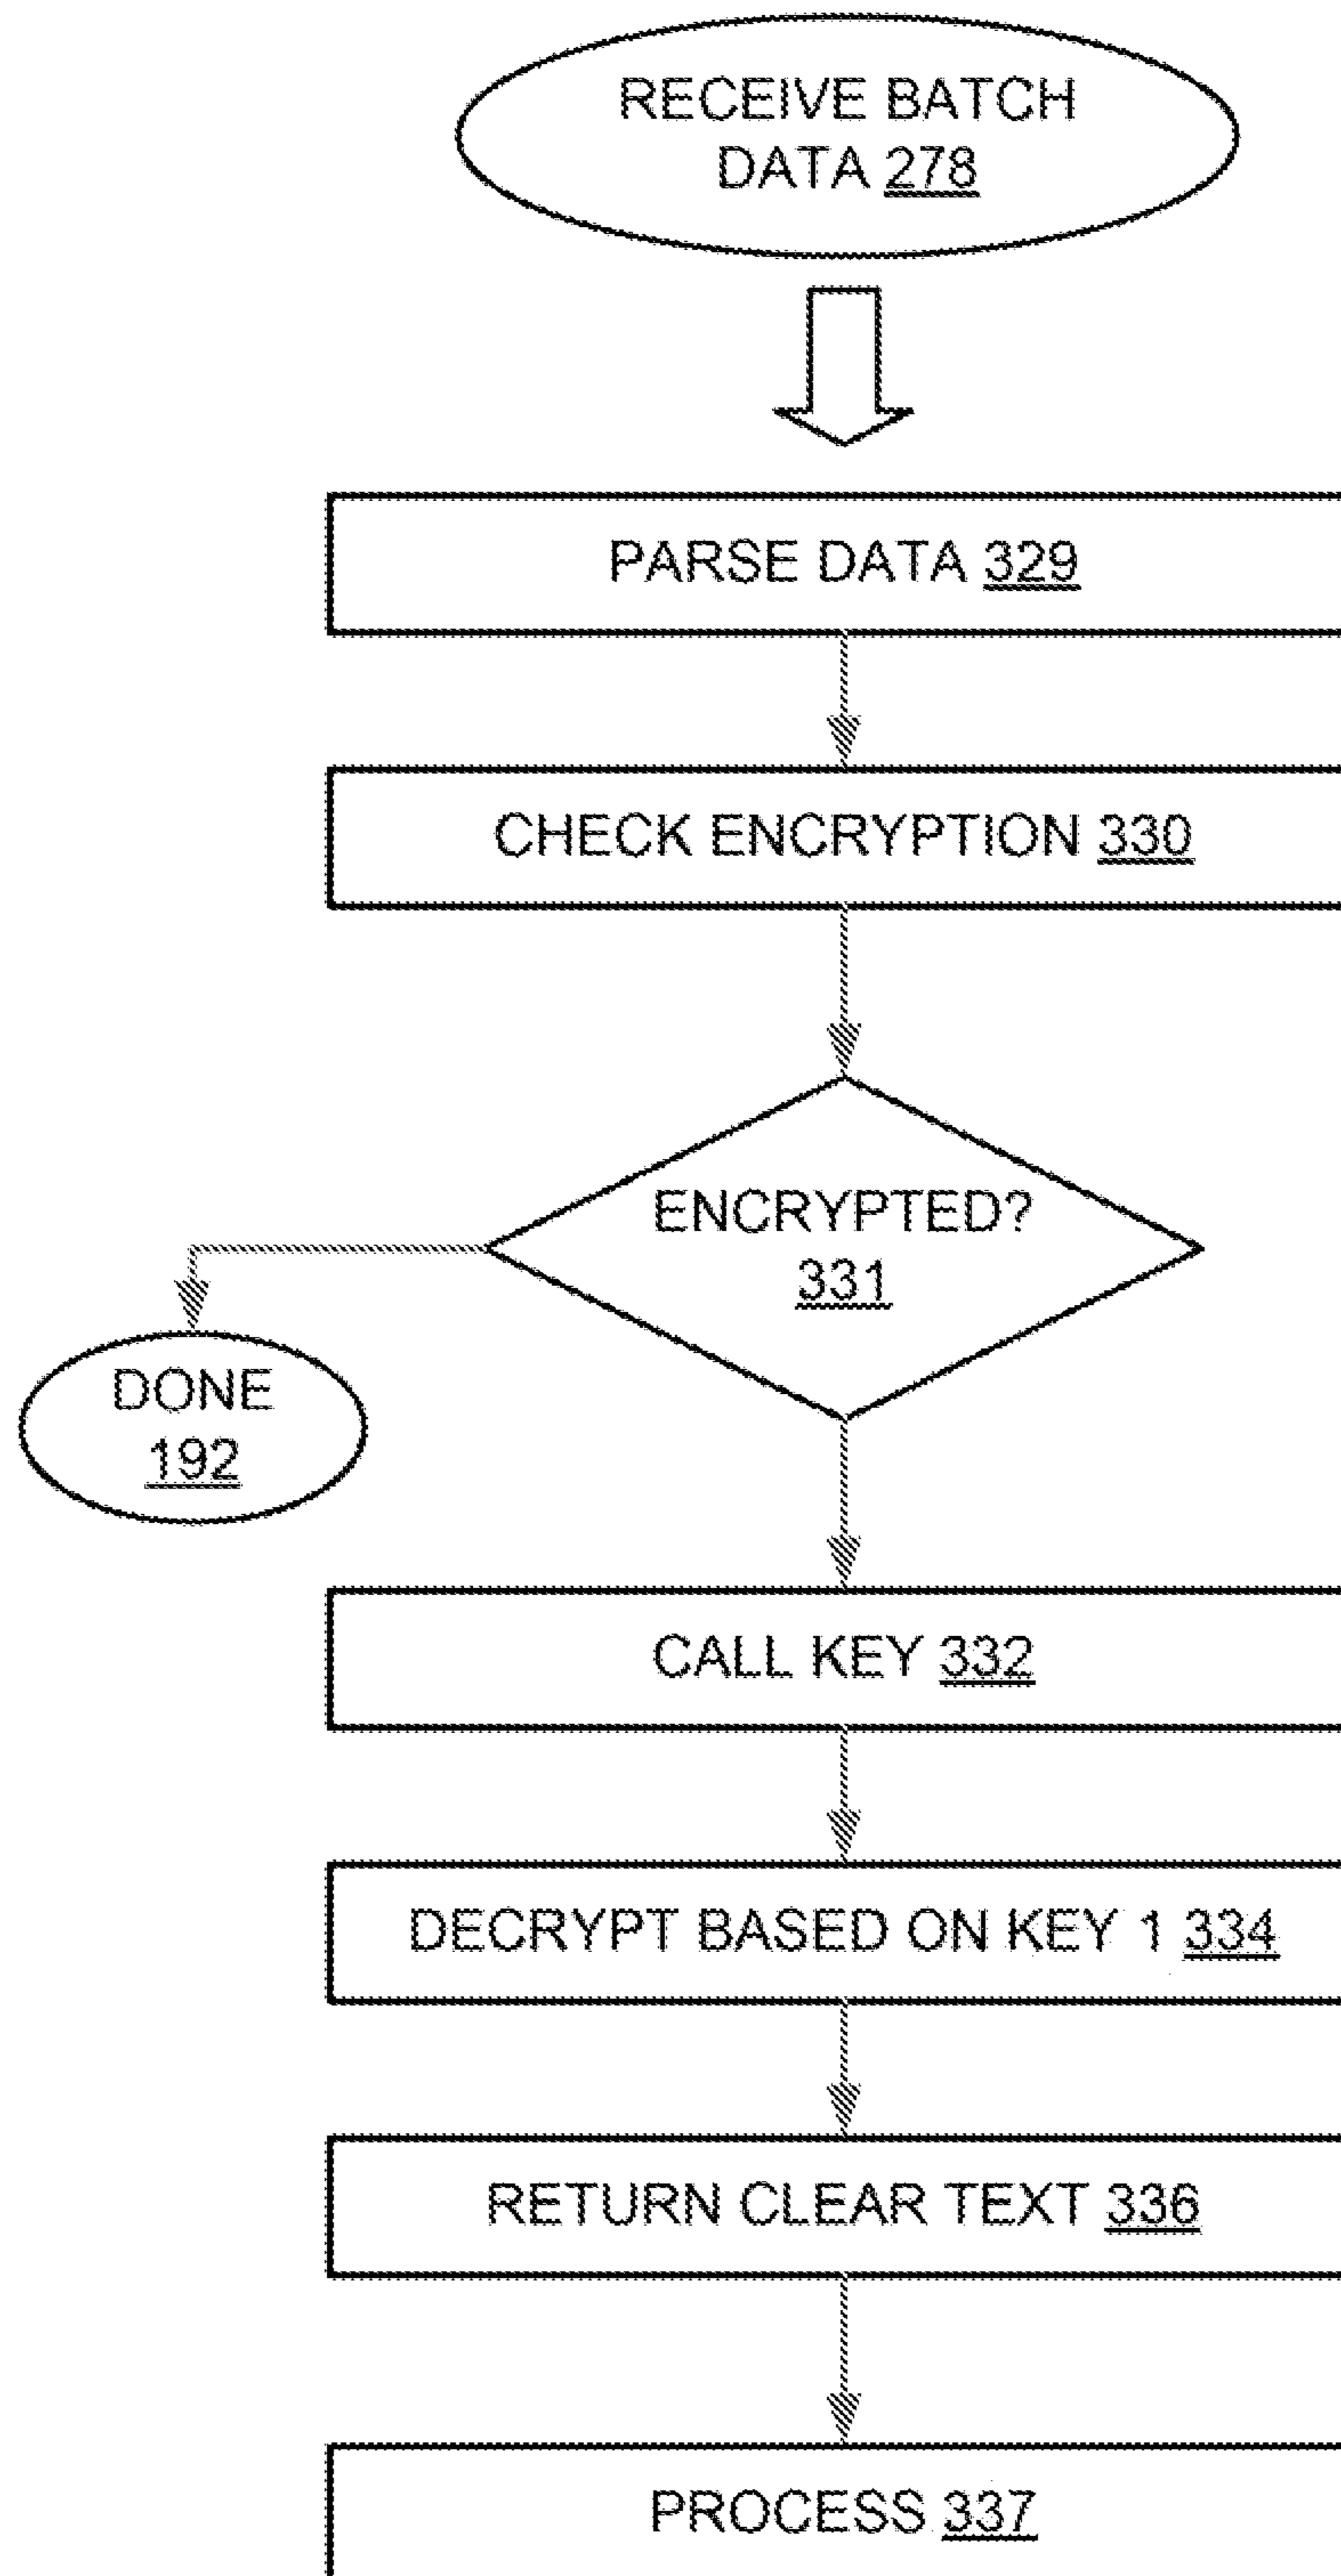 RECEIVE BATCH
DATA 278
PARSE DATA 329
CHECK ENCRYPTION 330
ENCRYPTED?
331
DONE
192
CALL KEY 332
DECRYPT BASED ON KEY 1 334
RETURN CLEAR TEXT 336
PROCESS 337